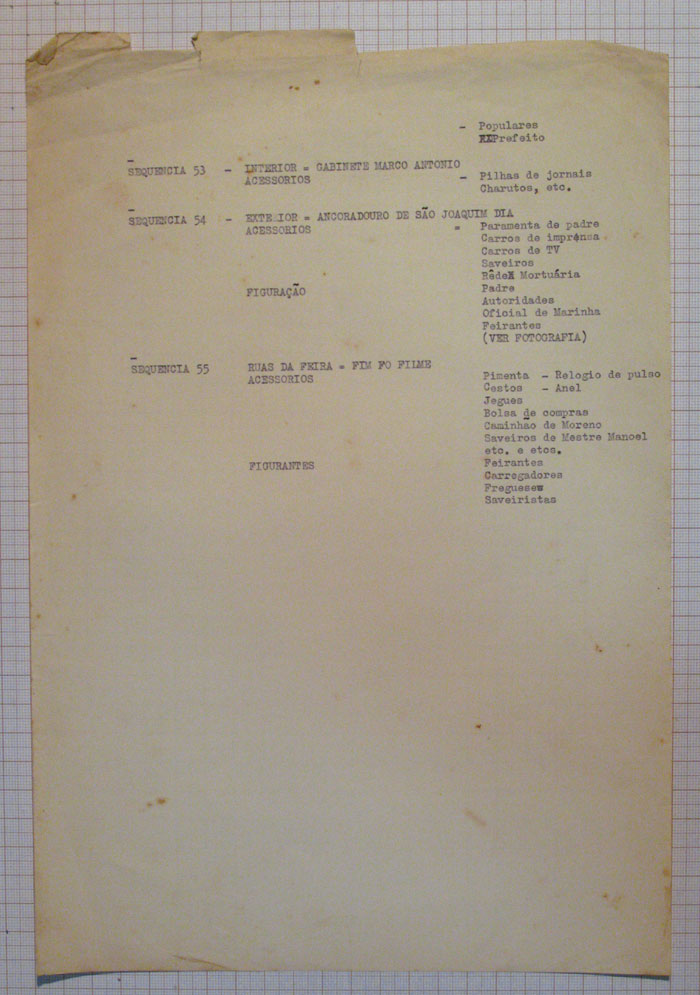 - Populares
Prefeito
SEQUENCIA 53 - INTERIOR = GABINETE MARCO ANTONIO
ACESSORIOS - Pilhas de jornais
Charutos, etc.
SEQUENCIA 54 - EXTERIOR = ANCORADOURO DE SÃO JOAQUIM DIA
ACESSORIOS = Paramenta de padre
Carros de imprensa
Carros de TV
Saveiros
Rêde Mortuária
FIGURAÇÃO Padre
Autoridades
Oficial de Marinha
Feirantes
(VER FOTOGRAFIA)
SEQUENCIA 55 RUAS DA FEIRA = FIM FO FILME
ACESSORIOS Pimenta - Relogio de pulso
Cestos - Anel
Jegues
Bolsa de compras
Caminhão de Moreno
Saveiros de Mestre Manoel
etc. e etcs.
FIGURANTES Feirantes
Carregadores
Fregueses
Saveiristas